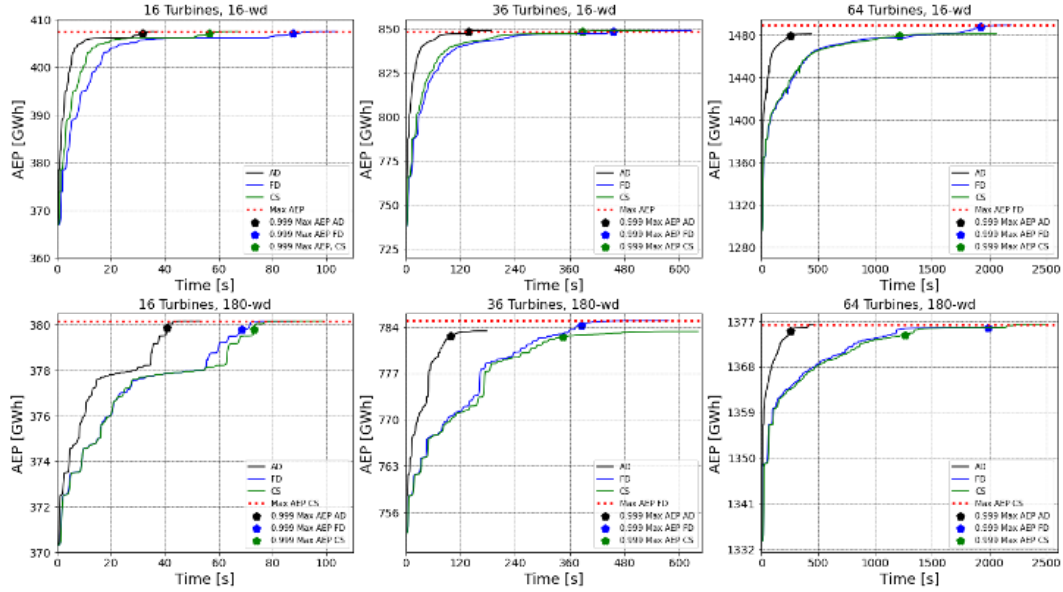 16 Turbines, 16-wd
AEP [GWh]
410
400
390
380
370
360
0 20 40 60 80 100
Time [s]
AD
FD
CS
Max AEP
0.999 Max AEP AD
0.999 Max AEP FD
0.999 Max AEP, CS
36 Turbines, 16-wd
AEP [GWh]
850
825
800
775
750
725
0 120 240 360 480 600
Time [s]
AD
FD
CS
Max AEP
0.999 Max AEP AD
0.999 Max AEP FD
0.999 Max AEP CS
64 Turbines, 16-wd
AEP [GWh]
1480
1440
1400
1360
1320
1280
0 500 1000 1500 2000 2500
Time [s]
AD
FD
CS
Max AEP FD
0.999 Max AEP AD
0.999 Max AEP FD
0.999 Max AEP CS
16 Turbines, 180-wd
AEP [GWh]
380
378
376
374
372
370
0 20 40 60 80 100
Time [s]
AD
FD
CS
Max AEP CS
0.999 Max AEP AD
0.999 Max AEP FD
0.999 Max AEP CS
36 Turbines, 180-wd
AEP [GWh]
784
777
770
763
756
0 120 240 360 480 600
Time [s]
AD
FD
CS
Max AEP FD
0.999 Max AEP AD
0.999 Max AEP FD
0.999 Max AEP CS
64 Turbines, 180-wd
AEP [GWh]
1377
1368
1359
1350
1341
1332
0 500 1000 1500 2000 2500
Time [s]
AD
FD
CS
Max AEP CS
0.999 Max AEP AD
0.999 Max AEP FD
0.999 Max AEP CS